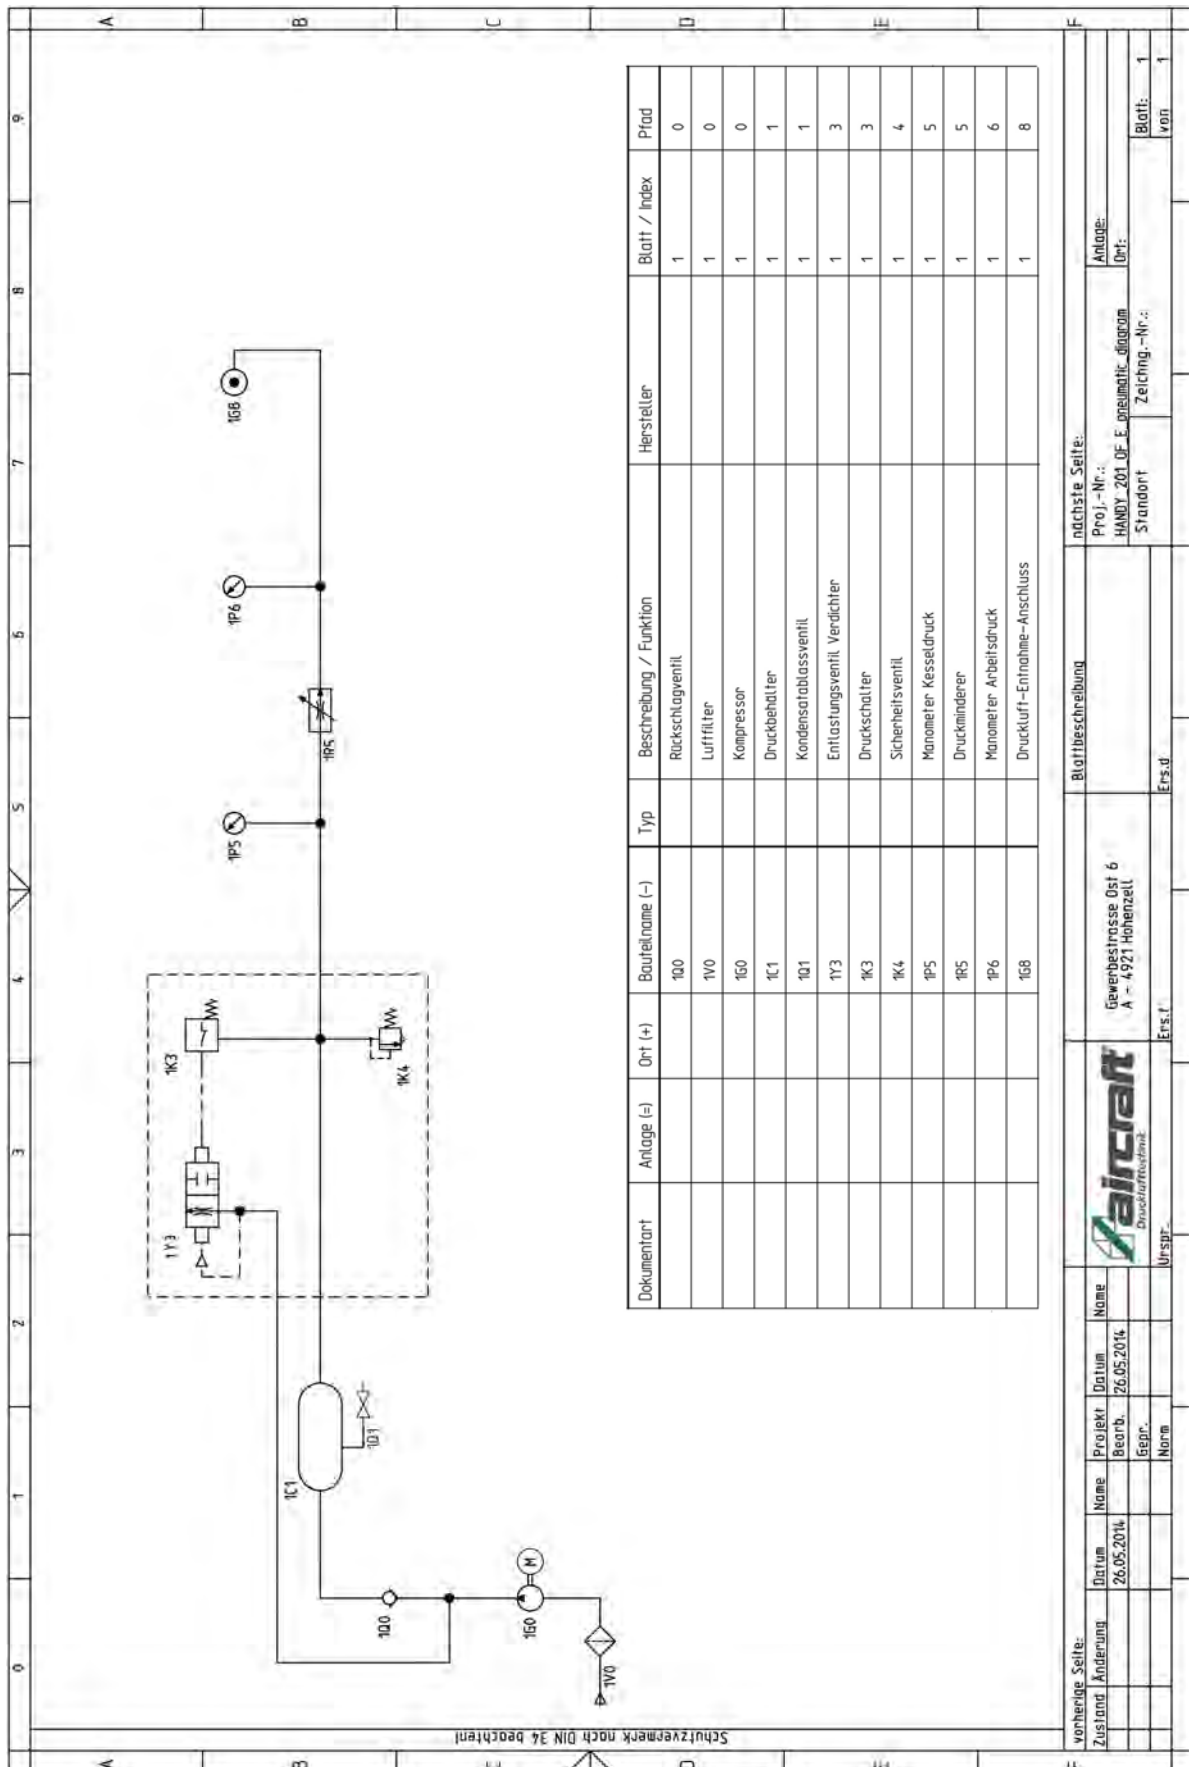 0 1 2 3 4 5 6 7 8 9
A
B
C
D
E
F
A
B
Schutzvermerk nach DIN 34 beachten!
1V0
1G0
M
1Q0
1C1
1Q1
1Y3
1K3
1K4
1P5
1R5
1P6
1G8
Dokumentart Anlage (=) Ort (+) Bauteilname (-) Typ Beschreibung / Funktion Hersteller Blatt / Index Pfad
1Q0 Rückschlagventil 1 0
1V0 Luftfilter 1 0
1G0 Kompressor 1 0
1C1 Druckbehälter 1 1
1Q1 Kondensatablassventil 1 1
1Y3 Entlastungsventil Verdichter 1 3
1K3 Druckschalter 1 3
1K4 Sicherheitsventil 1 4
1P5 Manometer Kesseldruck 1 5
1R5 Druckminderer 1 5
1P6 Manometer Arbeitsdruck 1 6
1G8 Druckluft-Entnahme-Anschluss 1 8
vorherige Seite:
Zustand Änderung Datum Name Projekt Datum Name
26.05.2014 Bearb. 26.05.2014
Gepr.
Norm
Urspr.
aircraft
Drucklufttechnik
Gewerbestrasse Ost 6
A - 4921 Hohenzell
Ers.f
Ers.d
Blattbeschreibung
nächste Seite:
Proj.-Nr.:
HANDY_201_OF_E_pneumatic_diagram
Standort
Zeichng.-Nr.:
Anlage:
Ort:
Blatt: 1
von 1